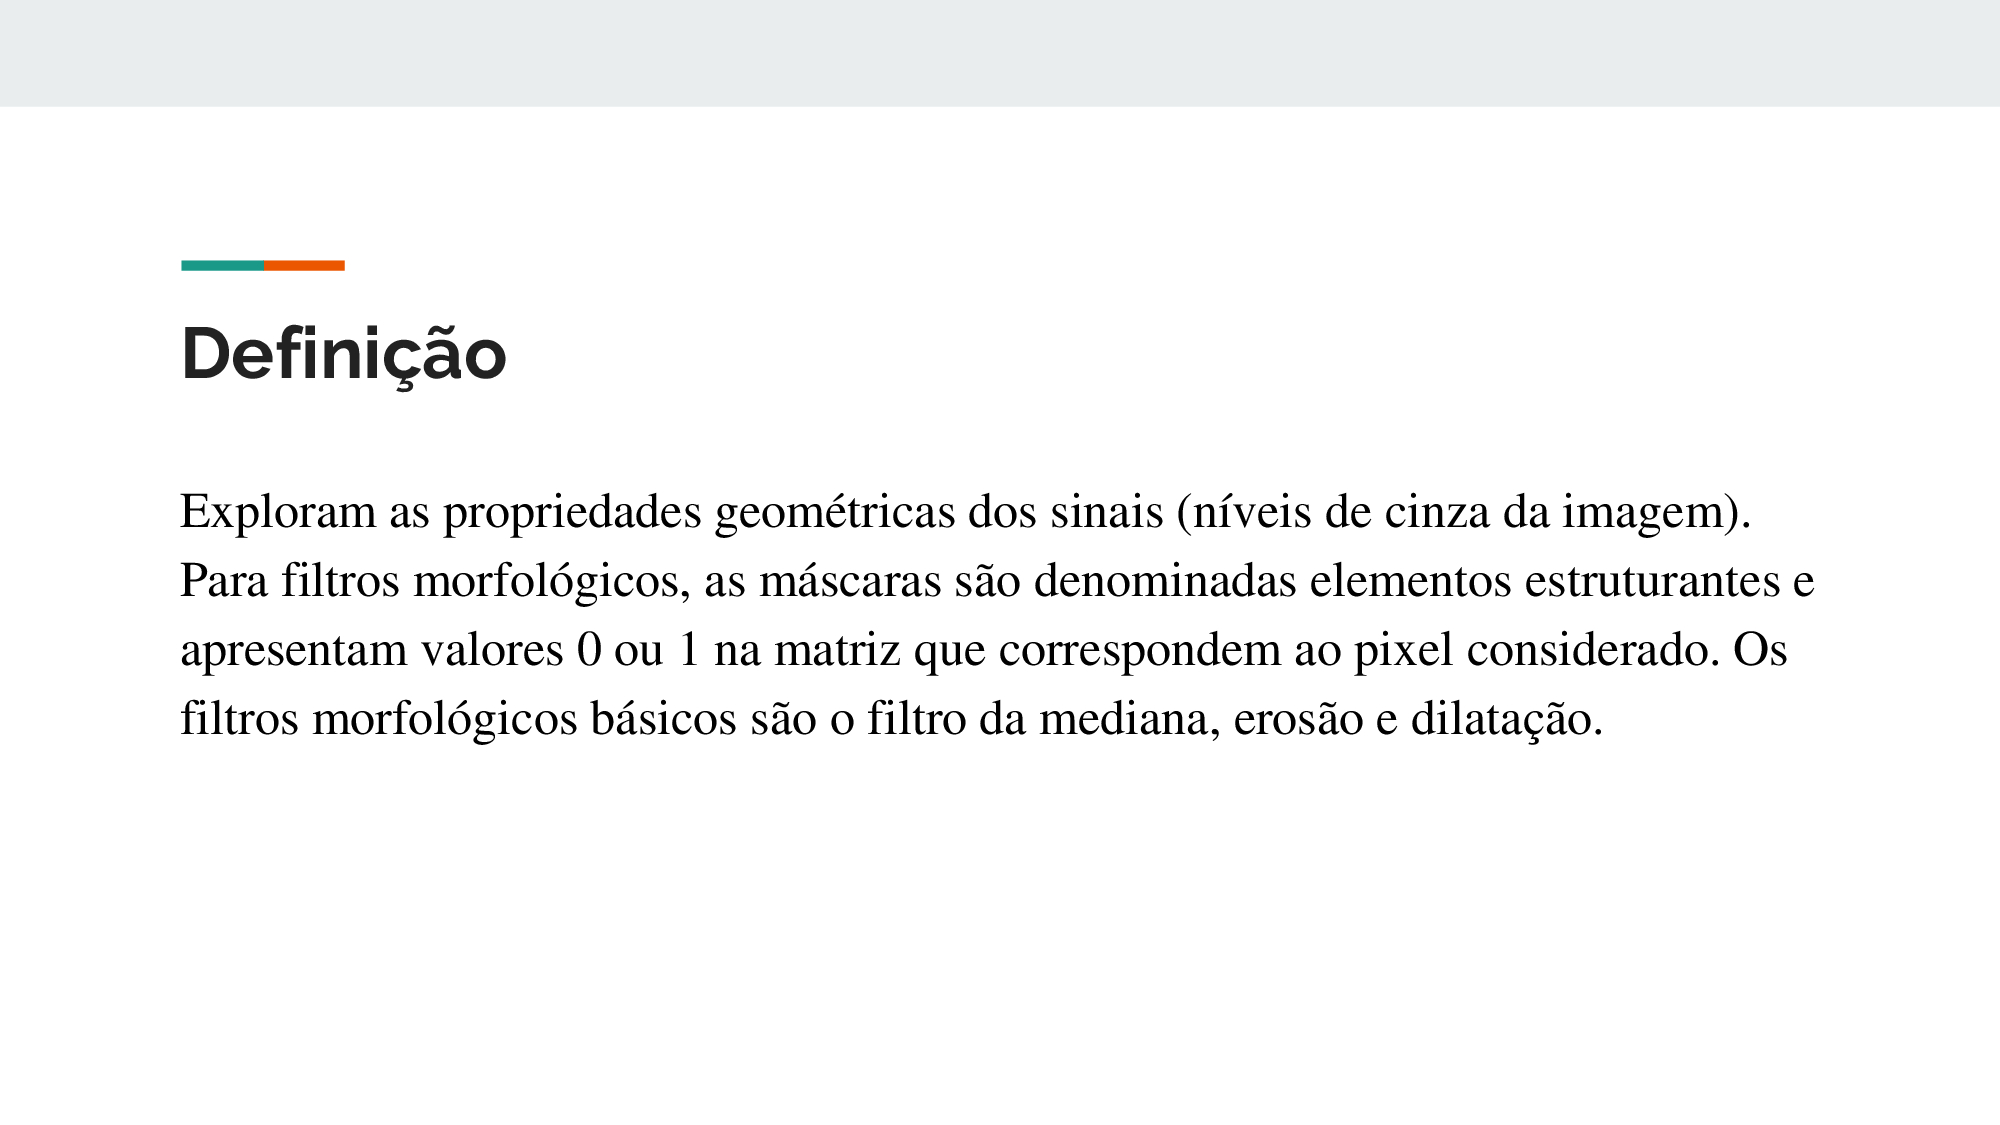 Definição
Exploram as propriedades geométricas dos sinais (níveis de cinza da imagem).
Para filtros morfológicos, as máscaras são denominadas elementos estruturantes e
apresentam valores 0 ou 1 na matriz que correspondem ao pixel considerado. Os
filtros morfológicos básicos são o filtro da mediana, erosão e dilatação.